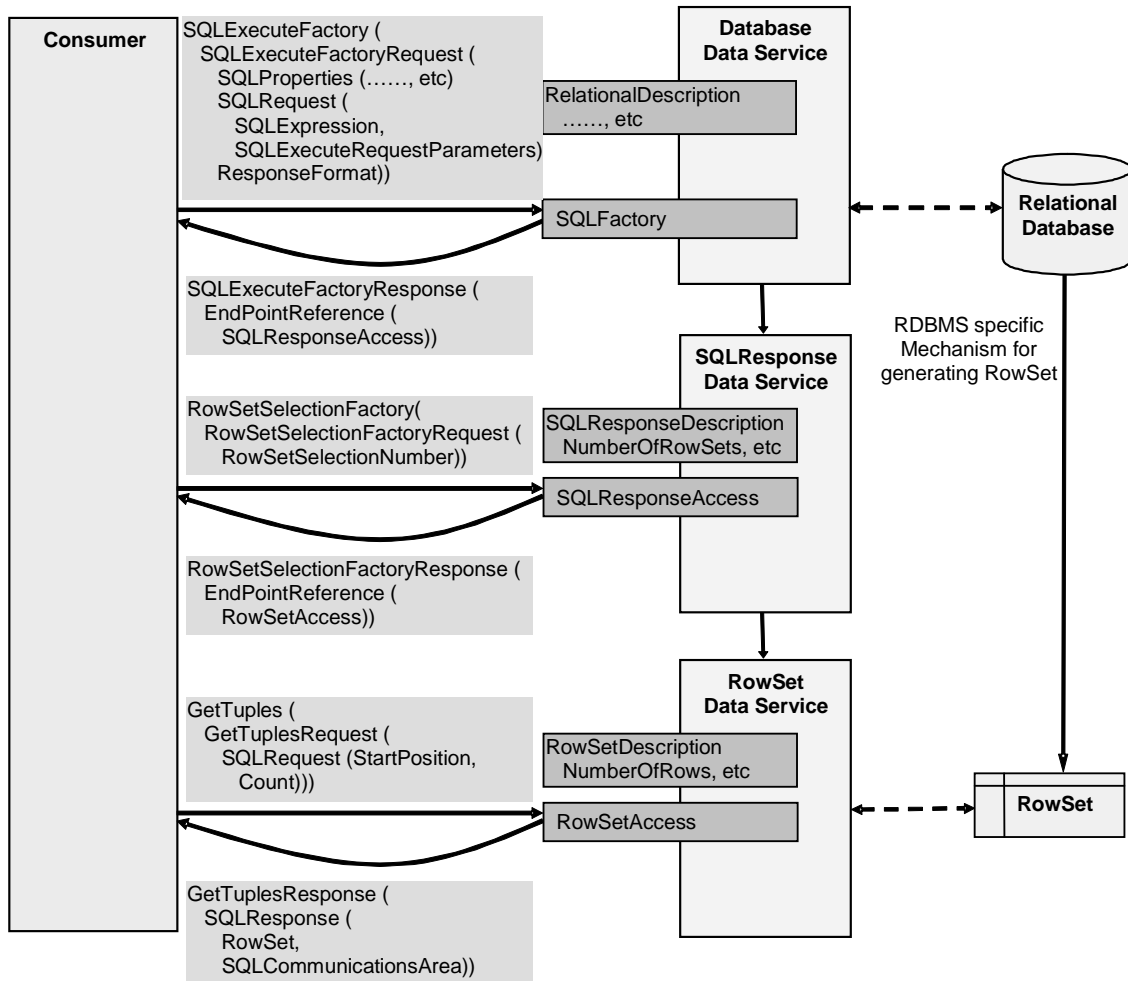 Consumer
SQLExecuteFactory (
SQLExecuteFactoryRequest (
SQLProperties (……, etc)
SQLRequest (
SQLExpression,
SQLExecuteRequestParameters)
ResponseFormat))
Database
Data Service
RelationalDescription
……, etc
SQLFactory
Relational
Database
SQLExecuteFactoryResponse (
EndPointReference (
SQLResponseAccess))
RDBMS specific
Mechanism for
generating RowSet
SQLResponse
Data Service
RowSetSelectionFactory(
RowSetSelectionFactoryRequest (
RowSetSelectionNumber))
SQLResponseDescription
NumberOfRowSets, etc
SQLResponseAccess
RowSetSelectionFactoryResponse (
EndPointReference (
RowSetAccess))
RowSet
Data Service
GetTuples (
GetTuplesRequest (
SQLRequest (StartPosition,
Count)))
RowSetDescription
NumberOfRows, etc
RowSetAccess
RowSet
GetTuplesResponse (
SQLResponse (
RowSet,
SQLCommunicationsArea))